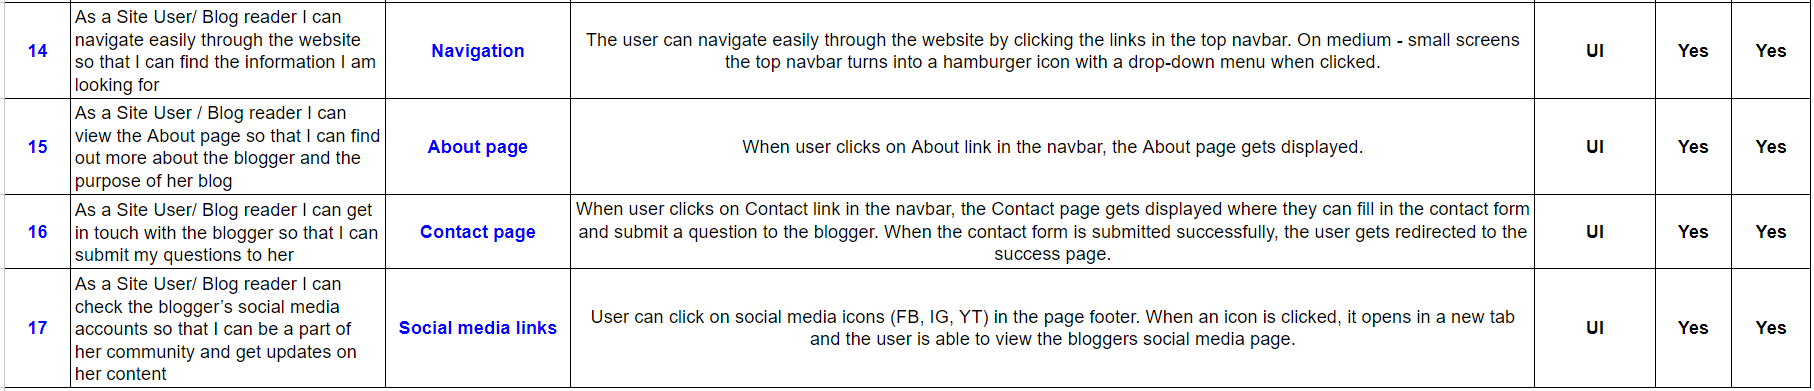 14
As a Site User/ Blog reader I can
navigate easily through the website
so that I can find the information I am
looking for
Navigation
The user can navigate easily through the website by clicking the links in the top navbar. On medium - small screens
the top navbar turns into a hamburger icon with a drop-down menu when clicked.
UI
Yes
Yes
15
As a Site User / Blog reader I can
view the About page so that I can find
out more about the blogger and the
purpose of her blog
About page
When user clicks on About link in the navbar, the About page gets displayed.
UI
Yes
Yes
16
As a Site User/ Blog reader I can get
in touch with the blogger so that I can
submit my questions to her
Contact page
When user clicks on Contact link in the navbar, the Contact page gets displayed where they can fill in the contact form
and submit a question to the blogger. When the contact form is submitted successfully, the user gets redirected to the
success page.
UI
Yes
Yes
17
As a Site User/ Blog reader I can
check the blogger’s social media
accounts so that I can be a part of
her community and get updates on
her content
Social media links
User can click on social media icons (FB, IG, YT) in the page footer. When an icon is clicked, it opens in a new tab
and the user is able to view the bloggers social media page.
UI
Yes
Yes